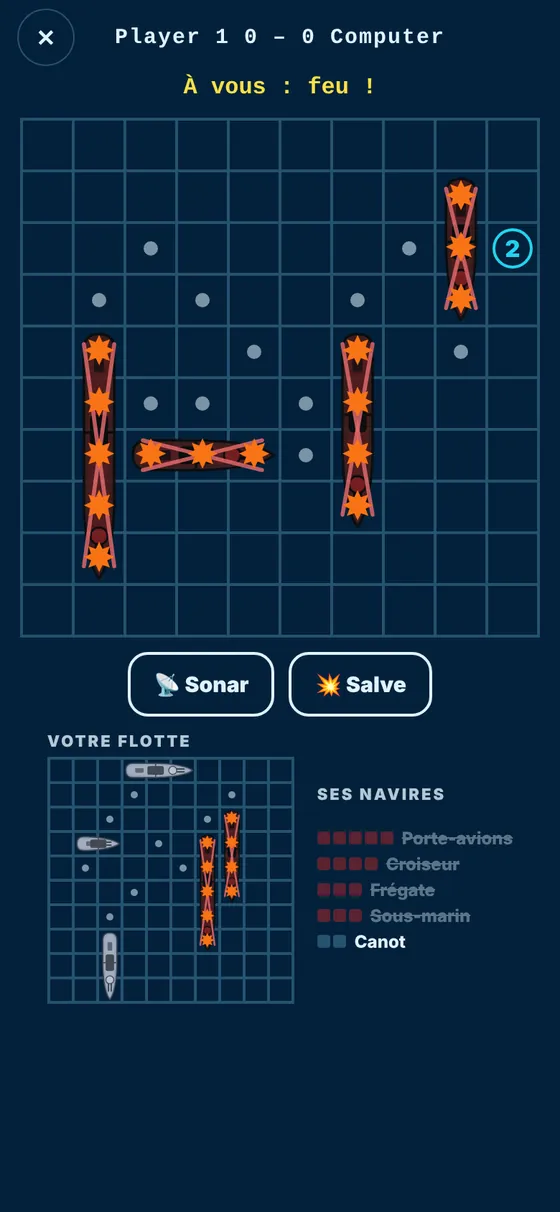 × Player 1 0 – 0 Computer
À vous : feu !
2
📡 Sonar 💥 Salve
VOTRE FLOTTE
SES NAVIRES
Porte-avions
Croiseur
Frégate
Sous-marin
Canot